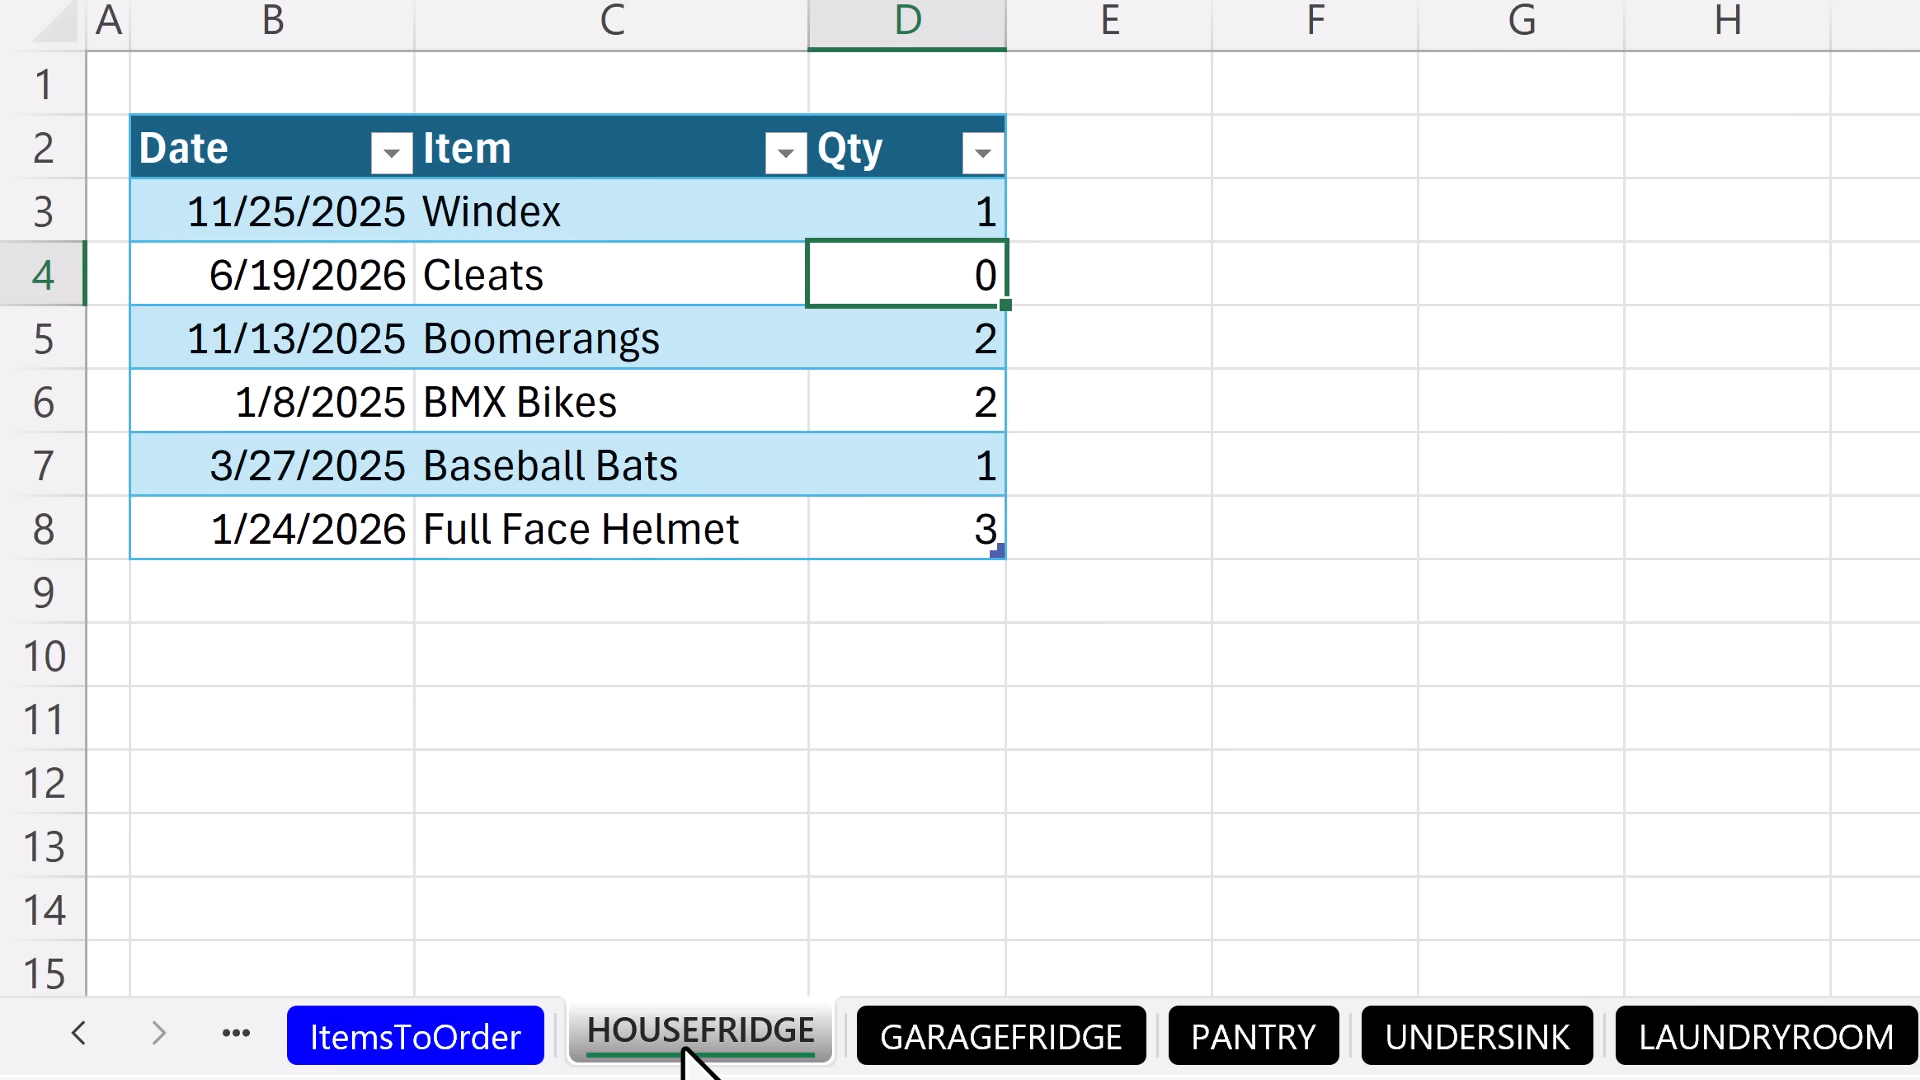 A B C D E F G H
1
2 Date Item Qty
3 11/25/2025 Windex 1
4 6/19/2026 Cleats 0
5 11/13/2025 Boomerangs 2
6 1/8/2025 BMX Bikes 2
7 3/27/2025 Baseball Bats 1
8 1/24/2026 Full Face Helmet 3
9
10
11
12
13
14
15
ItemsToOrder HOUSEFRIDGE GARAGEFRIDGE PANTRY UNDERSINK LAUNDRYROOM